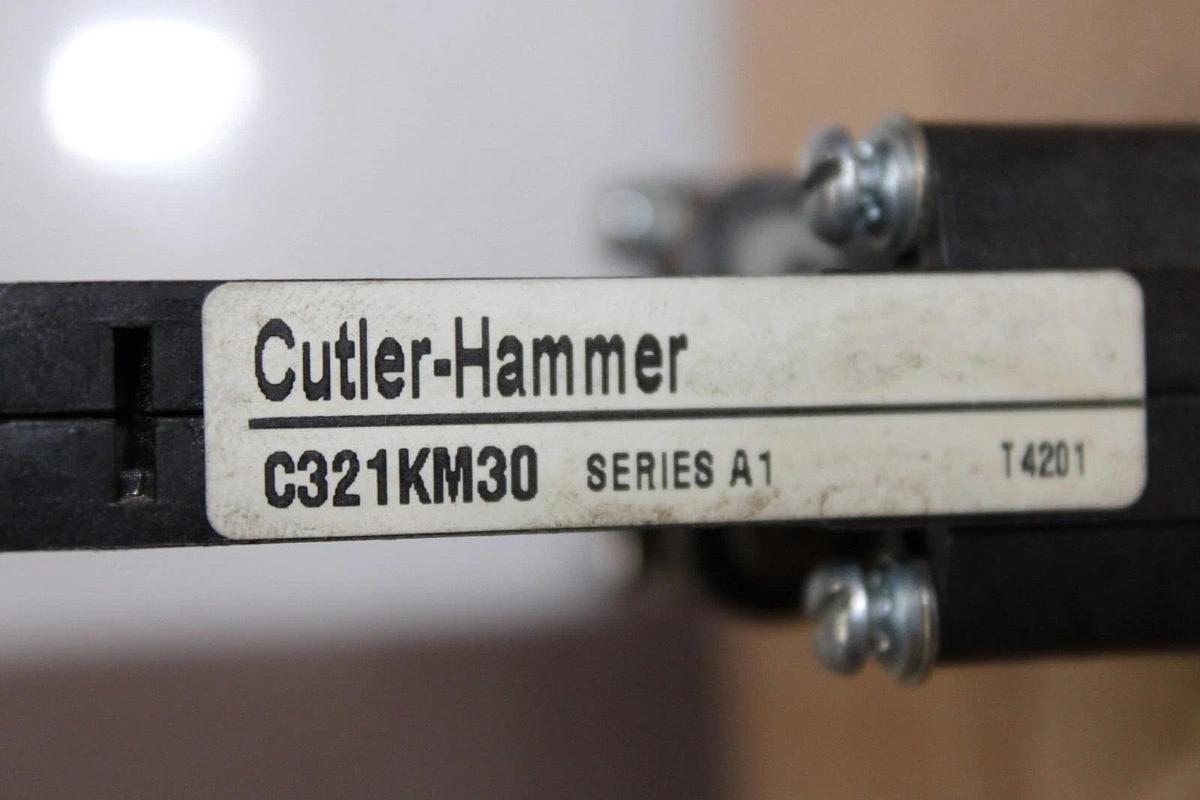 Cutler-Hammer
C321KM30 SERIES A1 T4201